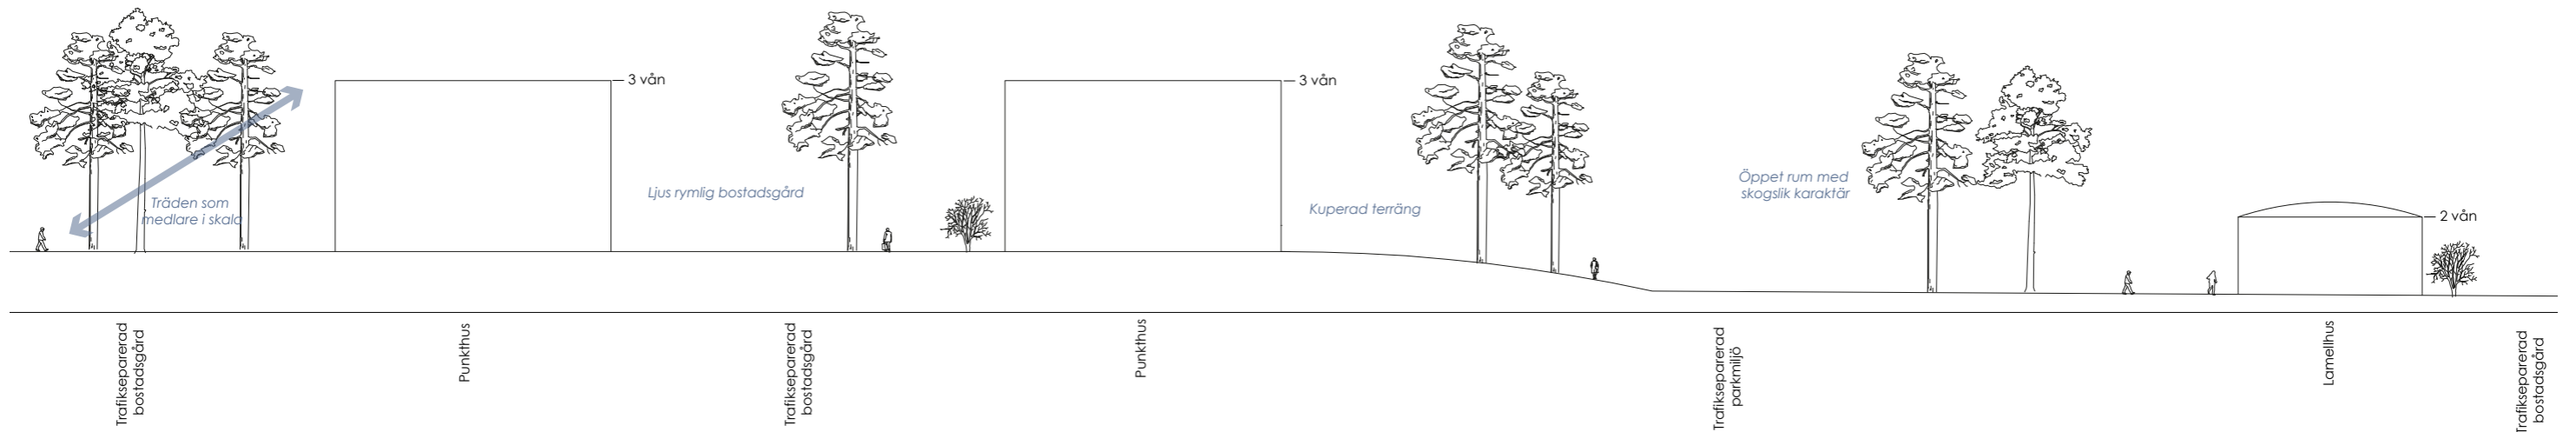 3 vån
3 vån
Ljus rymlig bostadsgård
Öppet rum med
skogslik karaktär
Träden som
medlare i skala
Kuperad terräng
2 vån
Trafikseparerad
bostadsgård
Punkthus
Trafikseparerad
bostadsgård
Punkthus
Trafikseparerad
parkmiljö
Lamellhus
Trafikseparerad
bostadsgård